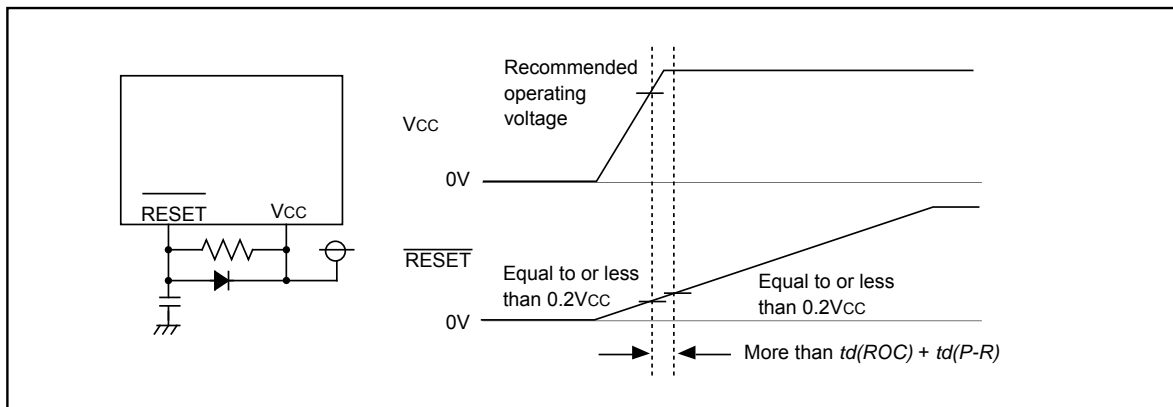 RESET
VCC
Recommended
operating
voltage
VCC
0V
RESET
Equal to or less
than 0.2VCC
Equal to or less
than 0.2VCC
0V
More than td(ROC) + td(P-R)